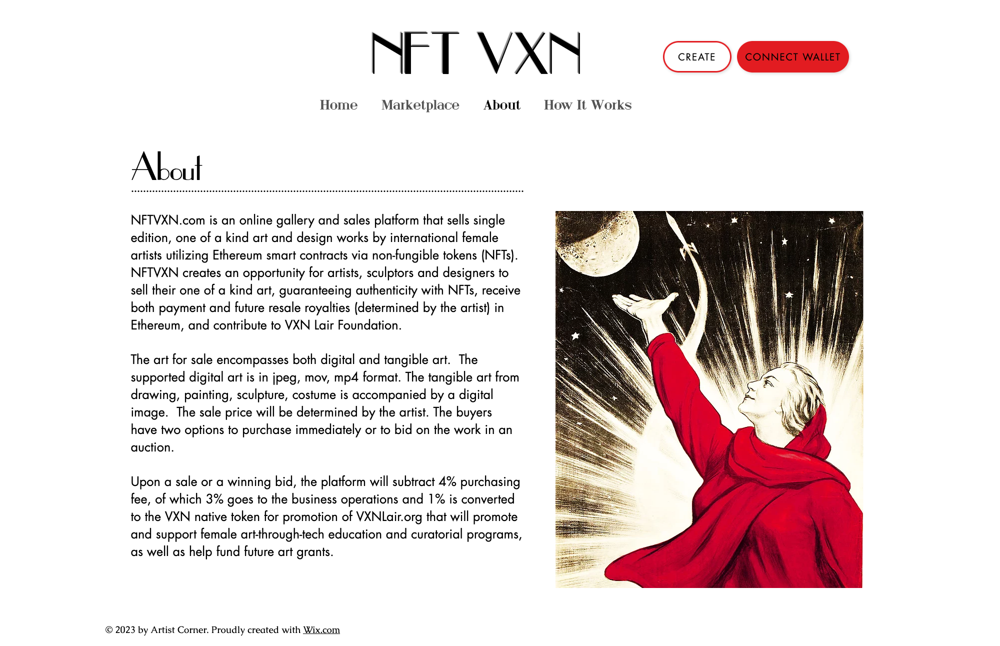 NFT VXN
CREATE
CONNECT WALLET
Home
Marketplace
About
How It Works
About
NFTVXN.com is an online gallery and sales platform that sells single
edition, one of a kind art and design works by international female
artists utilizing Ethereum smart contracts via non-fungible tokens (NFTs).
NFTVXN creates an opportunity for artists, sculptors and designers to
sell their one of a kind art, guaranteeing authenticity with NFTs, receive
both payment and future resale royalties (determined by the artist) in
Ethereum, and contribute to VXN Lair Foundation.
The art for sale encompasses both digital and tangible art.  The
supported digital art is in jpeg, mov, mp4 format. The tangible art from
drawing, painting, sculpture, costume is accompanied by a digital
image.  The sale price will be determined by the artist. The buyers
have two options to purchase immediately or to bid on the work in an
auction.
Upon a sale or a winning bid, the platform will subtract 4% purchasing
fee, of which 3% goes to the business operations and 1% is converted
to the VXN native token for promotion of VXNLair.org that will promote
and support female art-through-tech education and curatorial programs,
as well as help fund future art grants.
© 2023 by Artist Corner. Proudly created with Wix.com